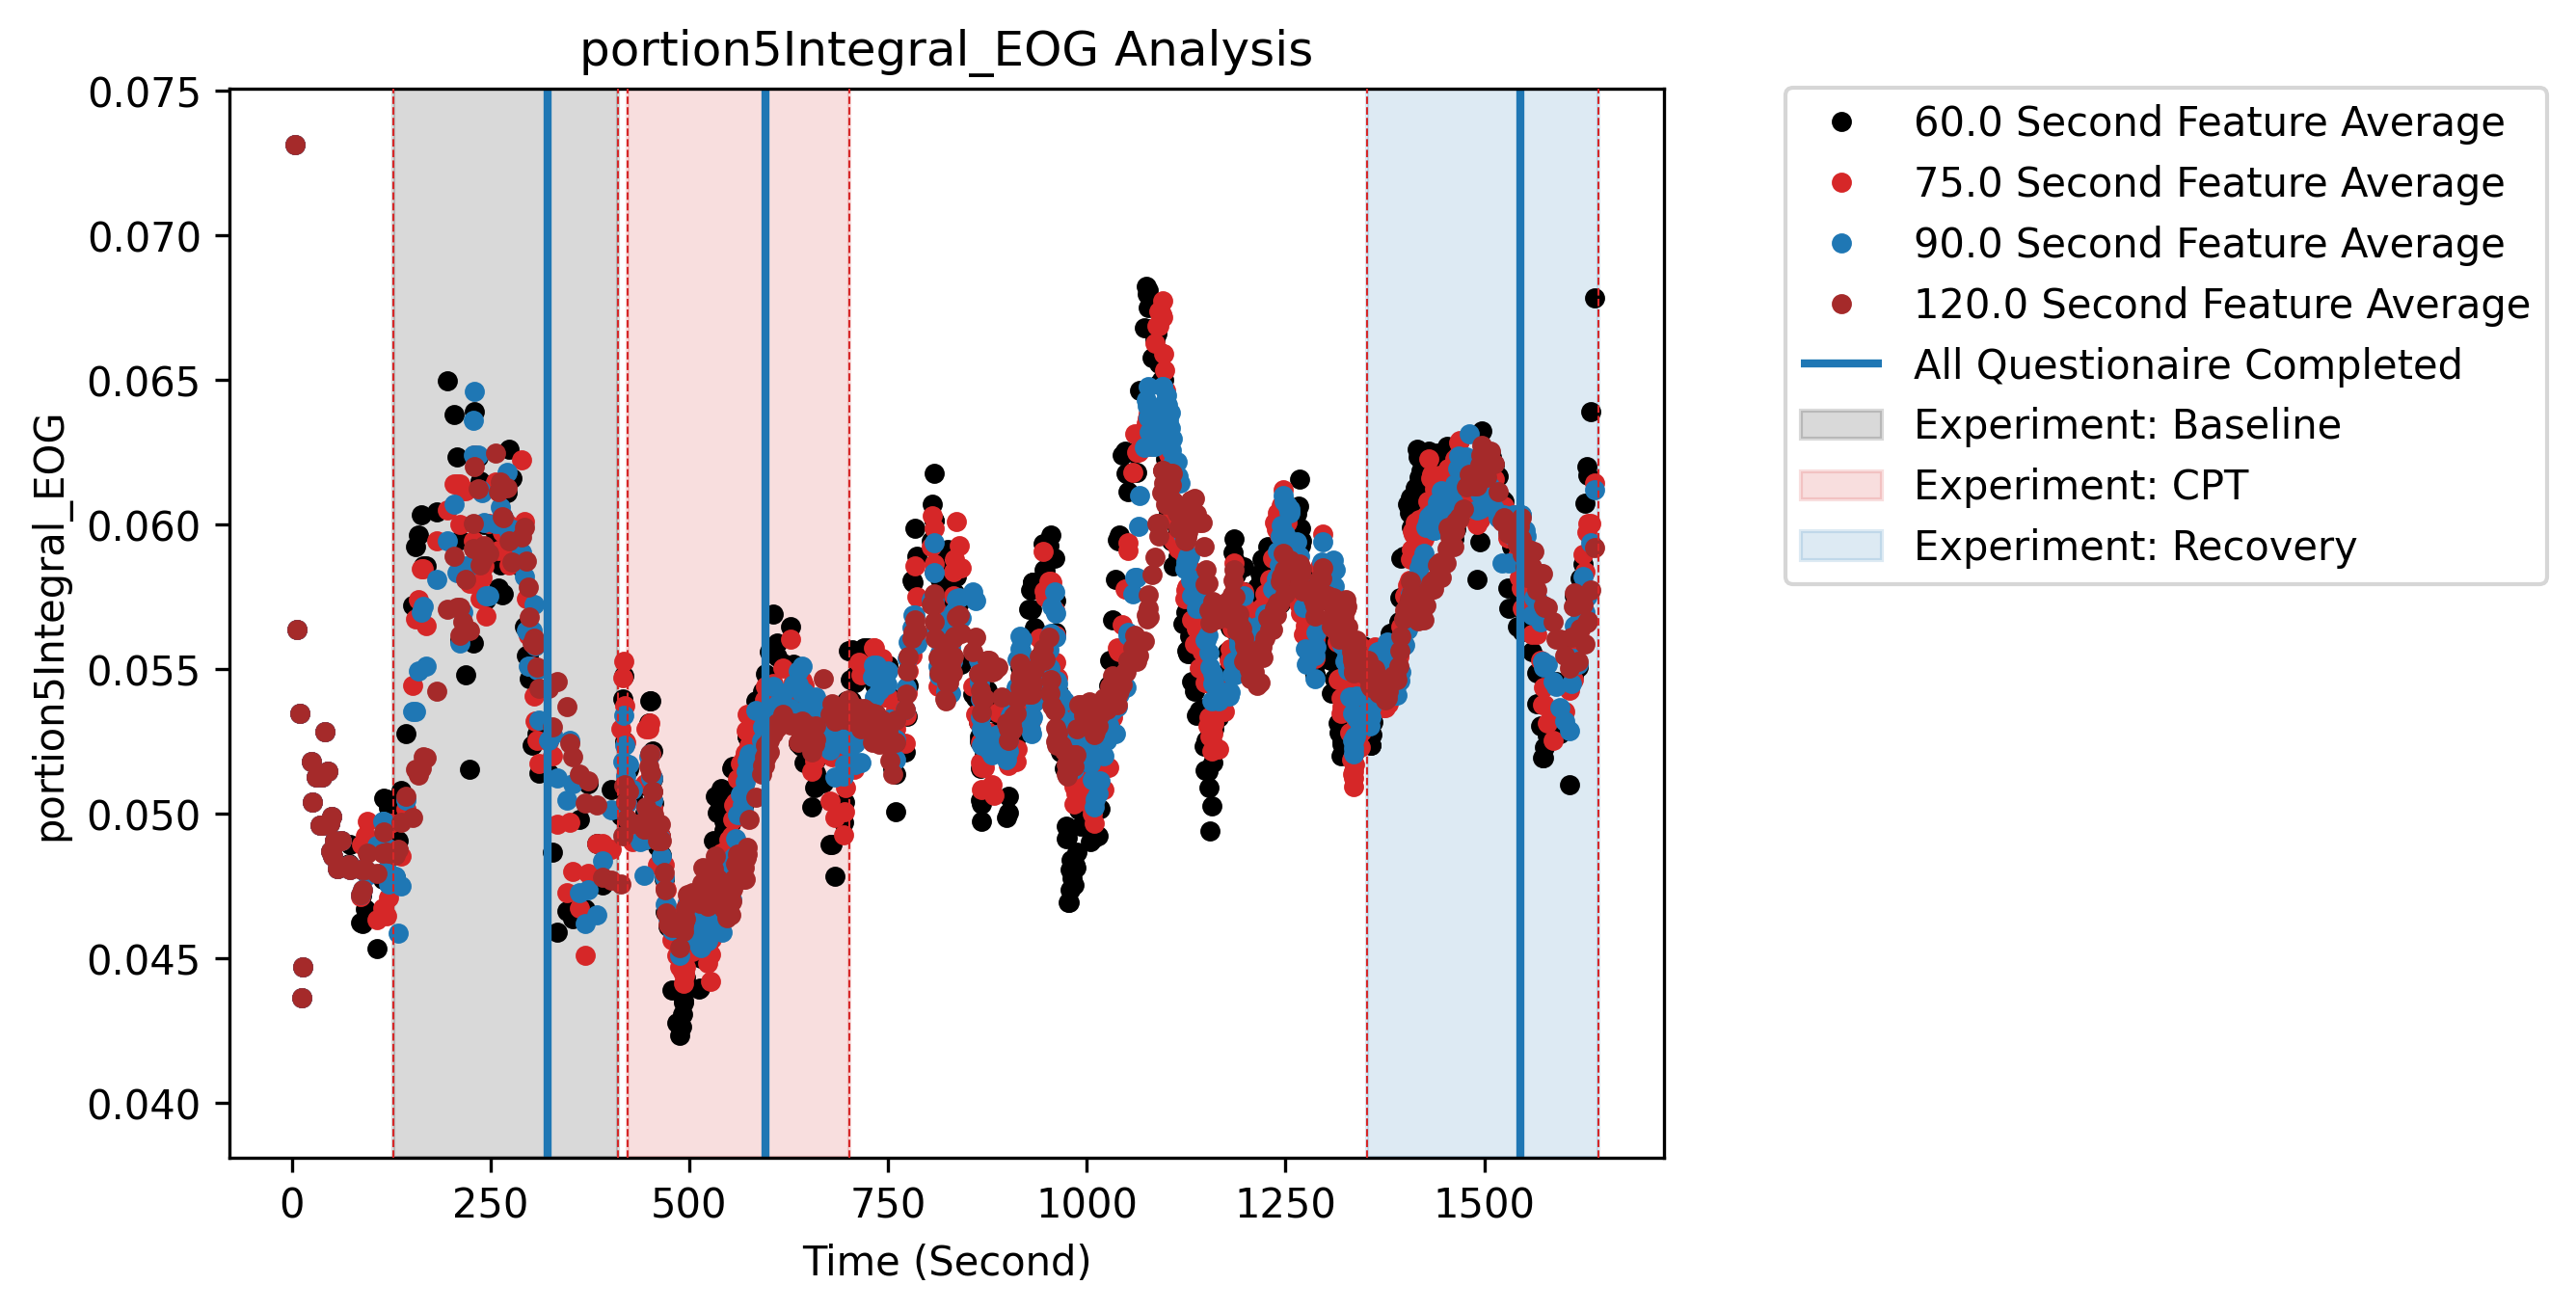 portion5Integral_EOG Analysis
0.075
0.070
0.065
0.060
0.055
0.050
0.045
0.040
portion5Integral_EOG
0
250
500
750
1000
1250
1500
Time (Second)
60.0 Second Feature Average
75.0 Second Feature Average
90.0 Second Feature Average
120.0 Second Feature Average
All Questionaire Completed
Experiment: Baseline
Experiment: CPT
Experiment: Recovery